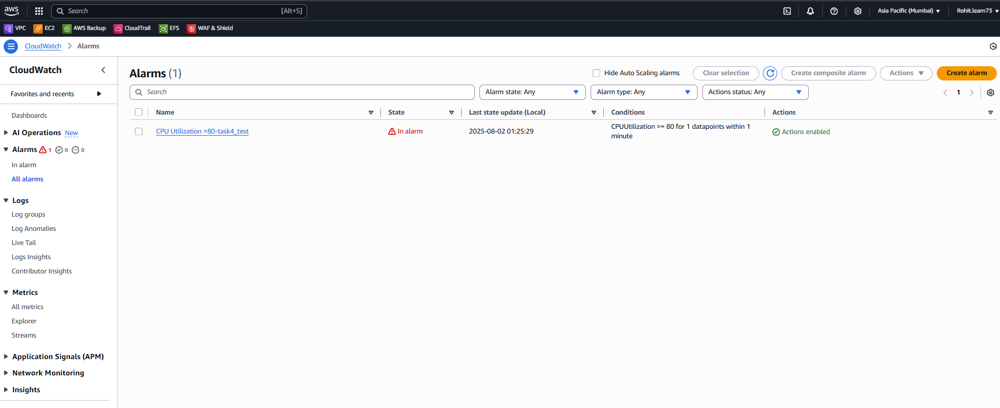 aws
Search [Alt+S]
Asia Pacific (Mumbai)
Rohit.learn73
VPC EC2 AWS Backup CloudTrail EFS WAF & Shield
CloudWatch Alarms
CloudWatch
Favorites and recents
Dashboards
AI Operations New
Alarms 1 0 0
In alarm
All alarms
Logs
Log groups
Log Anomalies
Live Tail
Logs Insights
Contributor Insights
Metrics
All metrics
Explorer
Streams
Application Signals (APM)
Network Monitoring
Insights
Alarms (1)
Hide Auto Scaling alarms
Clear selection
Create composite alarm
Actions
Create alarm
Search
Alarm state: Any
Alarm type: Any
Actions status: Any
1
Name State Last state update (Local) Conditions Actions
CPU Utilization >80-task4_test
In alarm
2025-08-02 01:25:29
CPUUtilization >= 80 for 1 datapoints within 1
minute
Actions enabled